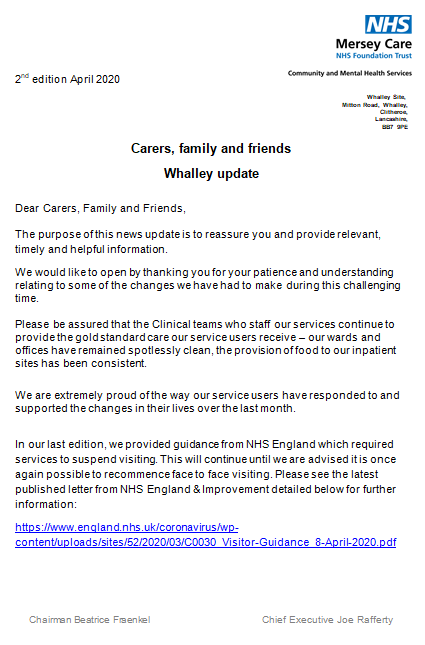 NHS
Mersey Care
NHS Foundation Trust
Community and Mental Health Services
2nd edition April 2020
Whalley Site,
Mitton Road, Whalley,
Clitheroe,
Lancashire,
BB7 9PE
Carers, family and friends
Whalley update
Dear Carers, Family and Friends,
The purpose of this news update is to reassure you and provide relevant,
timely and helpful information.
We would like to open by thanking you for your patience and understanding
relating to some of the changes we have had to make during this challenging
time.
Please be assured that the Clinical teams who staff our services continue to
provide the gold standard care our service users receive – our wards and
offices have remained spotlessly clean, the provision of food to our inpatient
sites has been consistent.
We are extremely proud of the way our service users have responded to and
supported the changes in their lives over the last month.
In our last edition, we provided guidance from NHS England which required
services to suspend visiting. This will continue until we are advised it is once
again possible to recommence face to face visiting. Please see the latest
published letter from NHS England & Improvement detailed below for further
information:
https://www.england.nhs.uk/coronavirus/wp-
content/uploads/sites/52/2020/03/C0030_Visitor-Guidance_8-April-2020.pdf
Chairman Beatrice Fraenkel Chief Executive Joe Rafferty